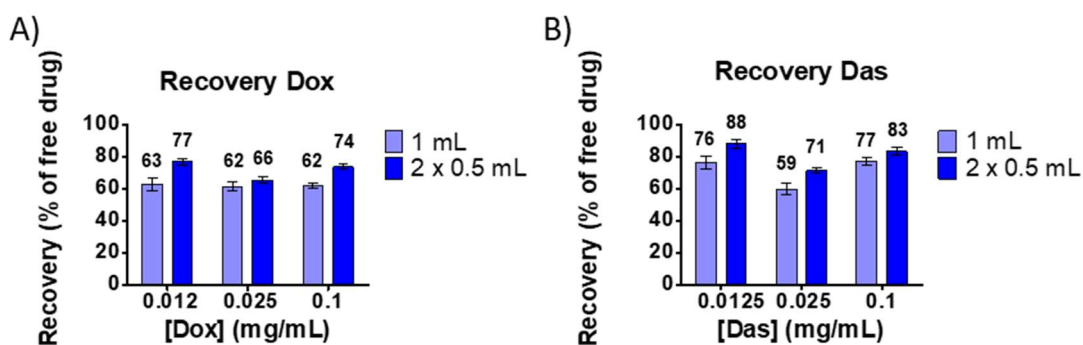 A)
Recovery Dox
Recovery (% of free drug)
100
80
60
40
20
0
63
77
62
66
62
74
0.012
0.025
0.1
[Dox] (mg/mL)
1 mL
2 x 0.5 mL
B)
Recovery Das
Recovery (% of free drug)
100
80
60
40
20
0
76
88
59
71
77
83
0.0125
0.025
0.1
[Das] (mg/mL)
1 mL
2 x 0.5 mL